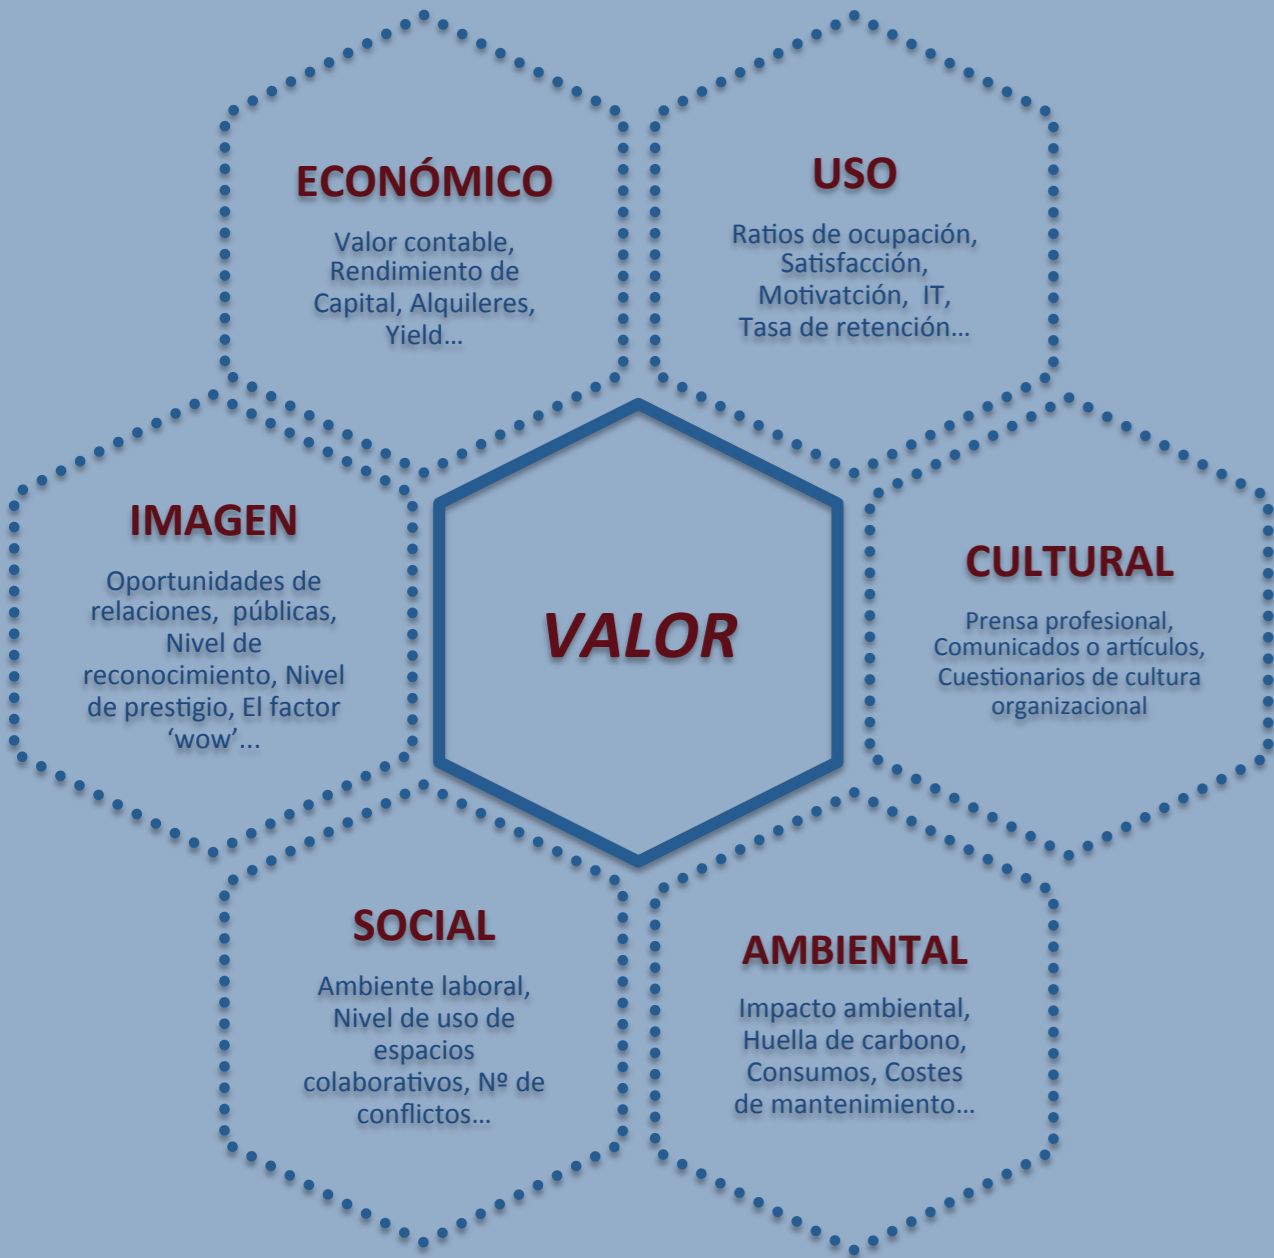 ECONÓMICO
Valor contable,
Rendimiento de
Capital, Alquileres,
Yield...
USO
Ratios de ocupación,
Satisfacción,
Motivatción, IT,
Tasa de retención...
IMAGEN
Oportunidades de
relaciones, públicas,
Nivel de
reconocimiento, Nivel
de prestigio, El factor
‘wow’...
VALOR
CULTURAL
Prensa profesional,
Comunicados o artículos,
Cuestionarios de cultura
organizacional
SOCIAL
Ambiente laboral,
Nivel de uso de
espacios
colaborativos, Nº de
conflictos...
AMBIENTAL
Impacto ambiental,
Huella de carbono,
Consumos, Costes
de mantenimiento...